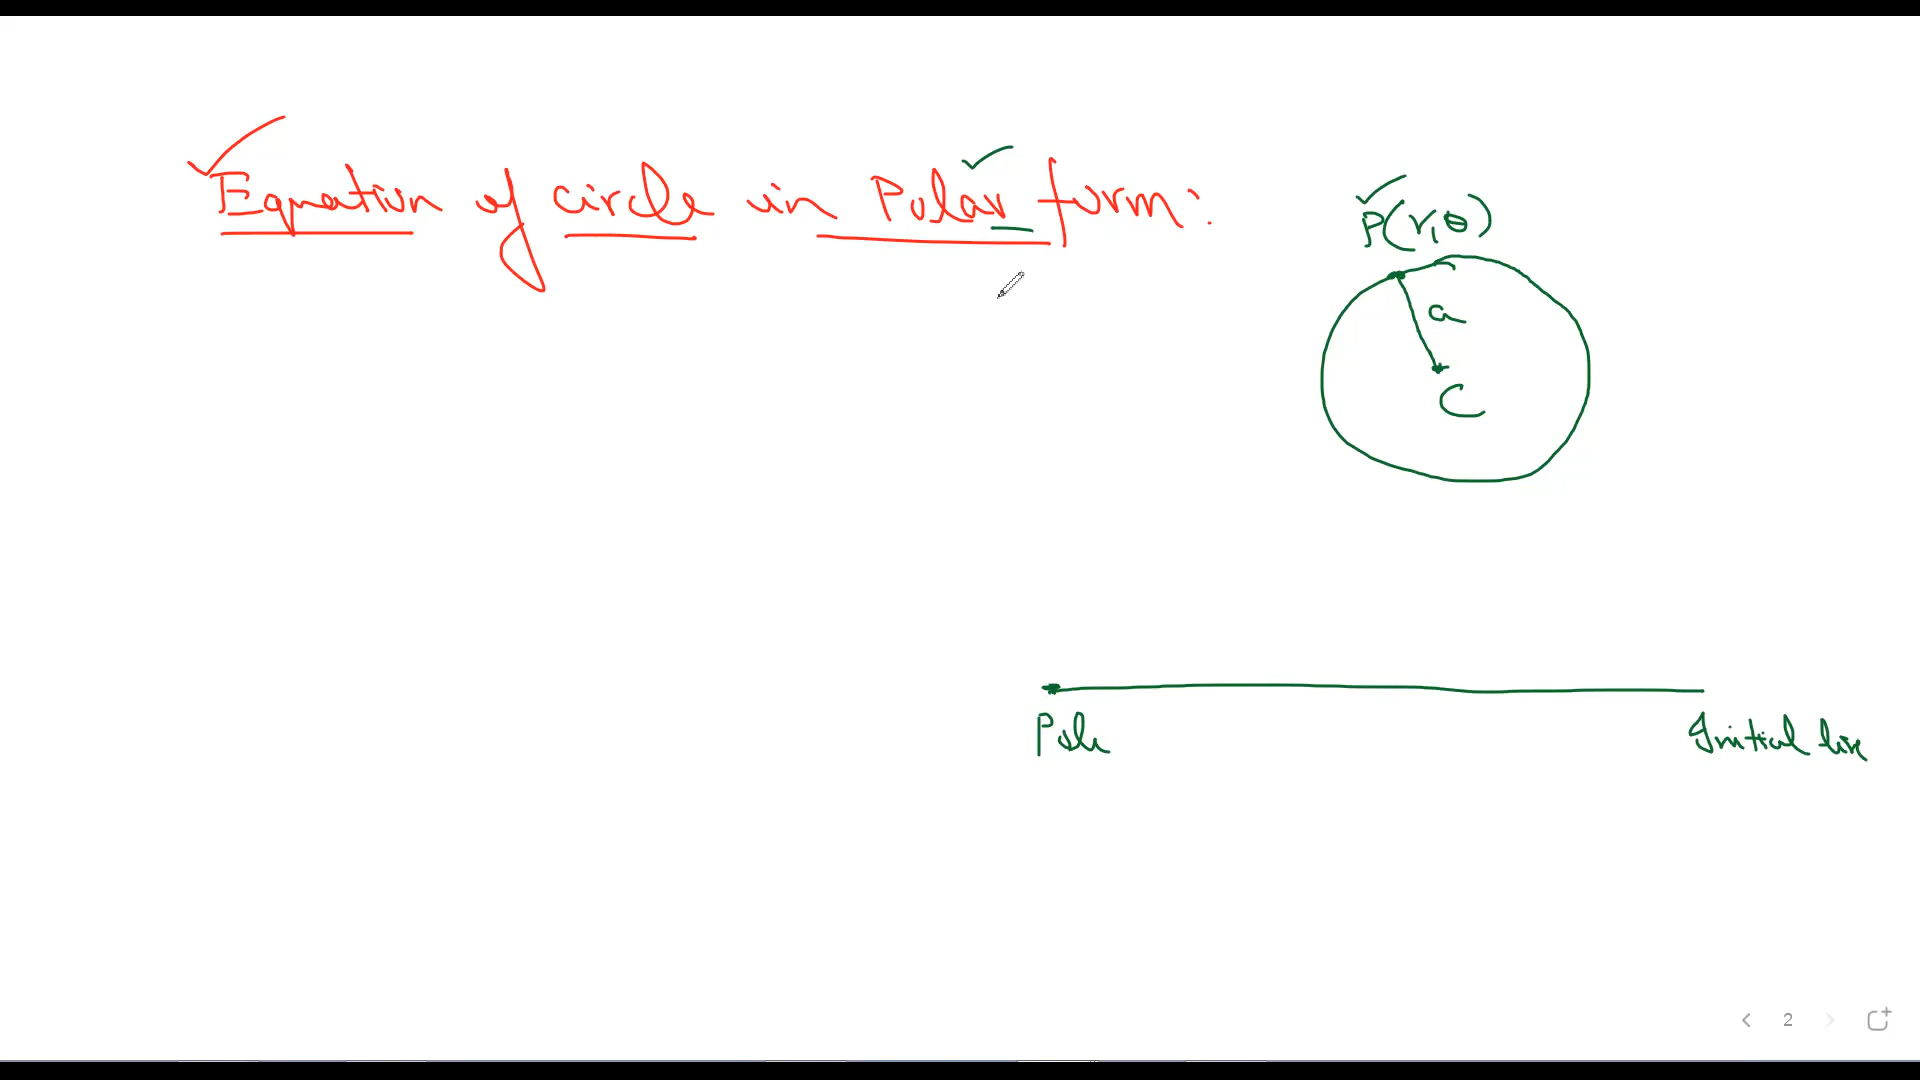 Equation of circle in Polar form:
P(r, θ)
a
C
Pole
Initial line
2